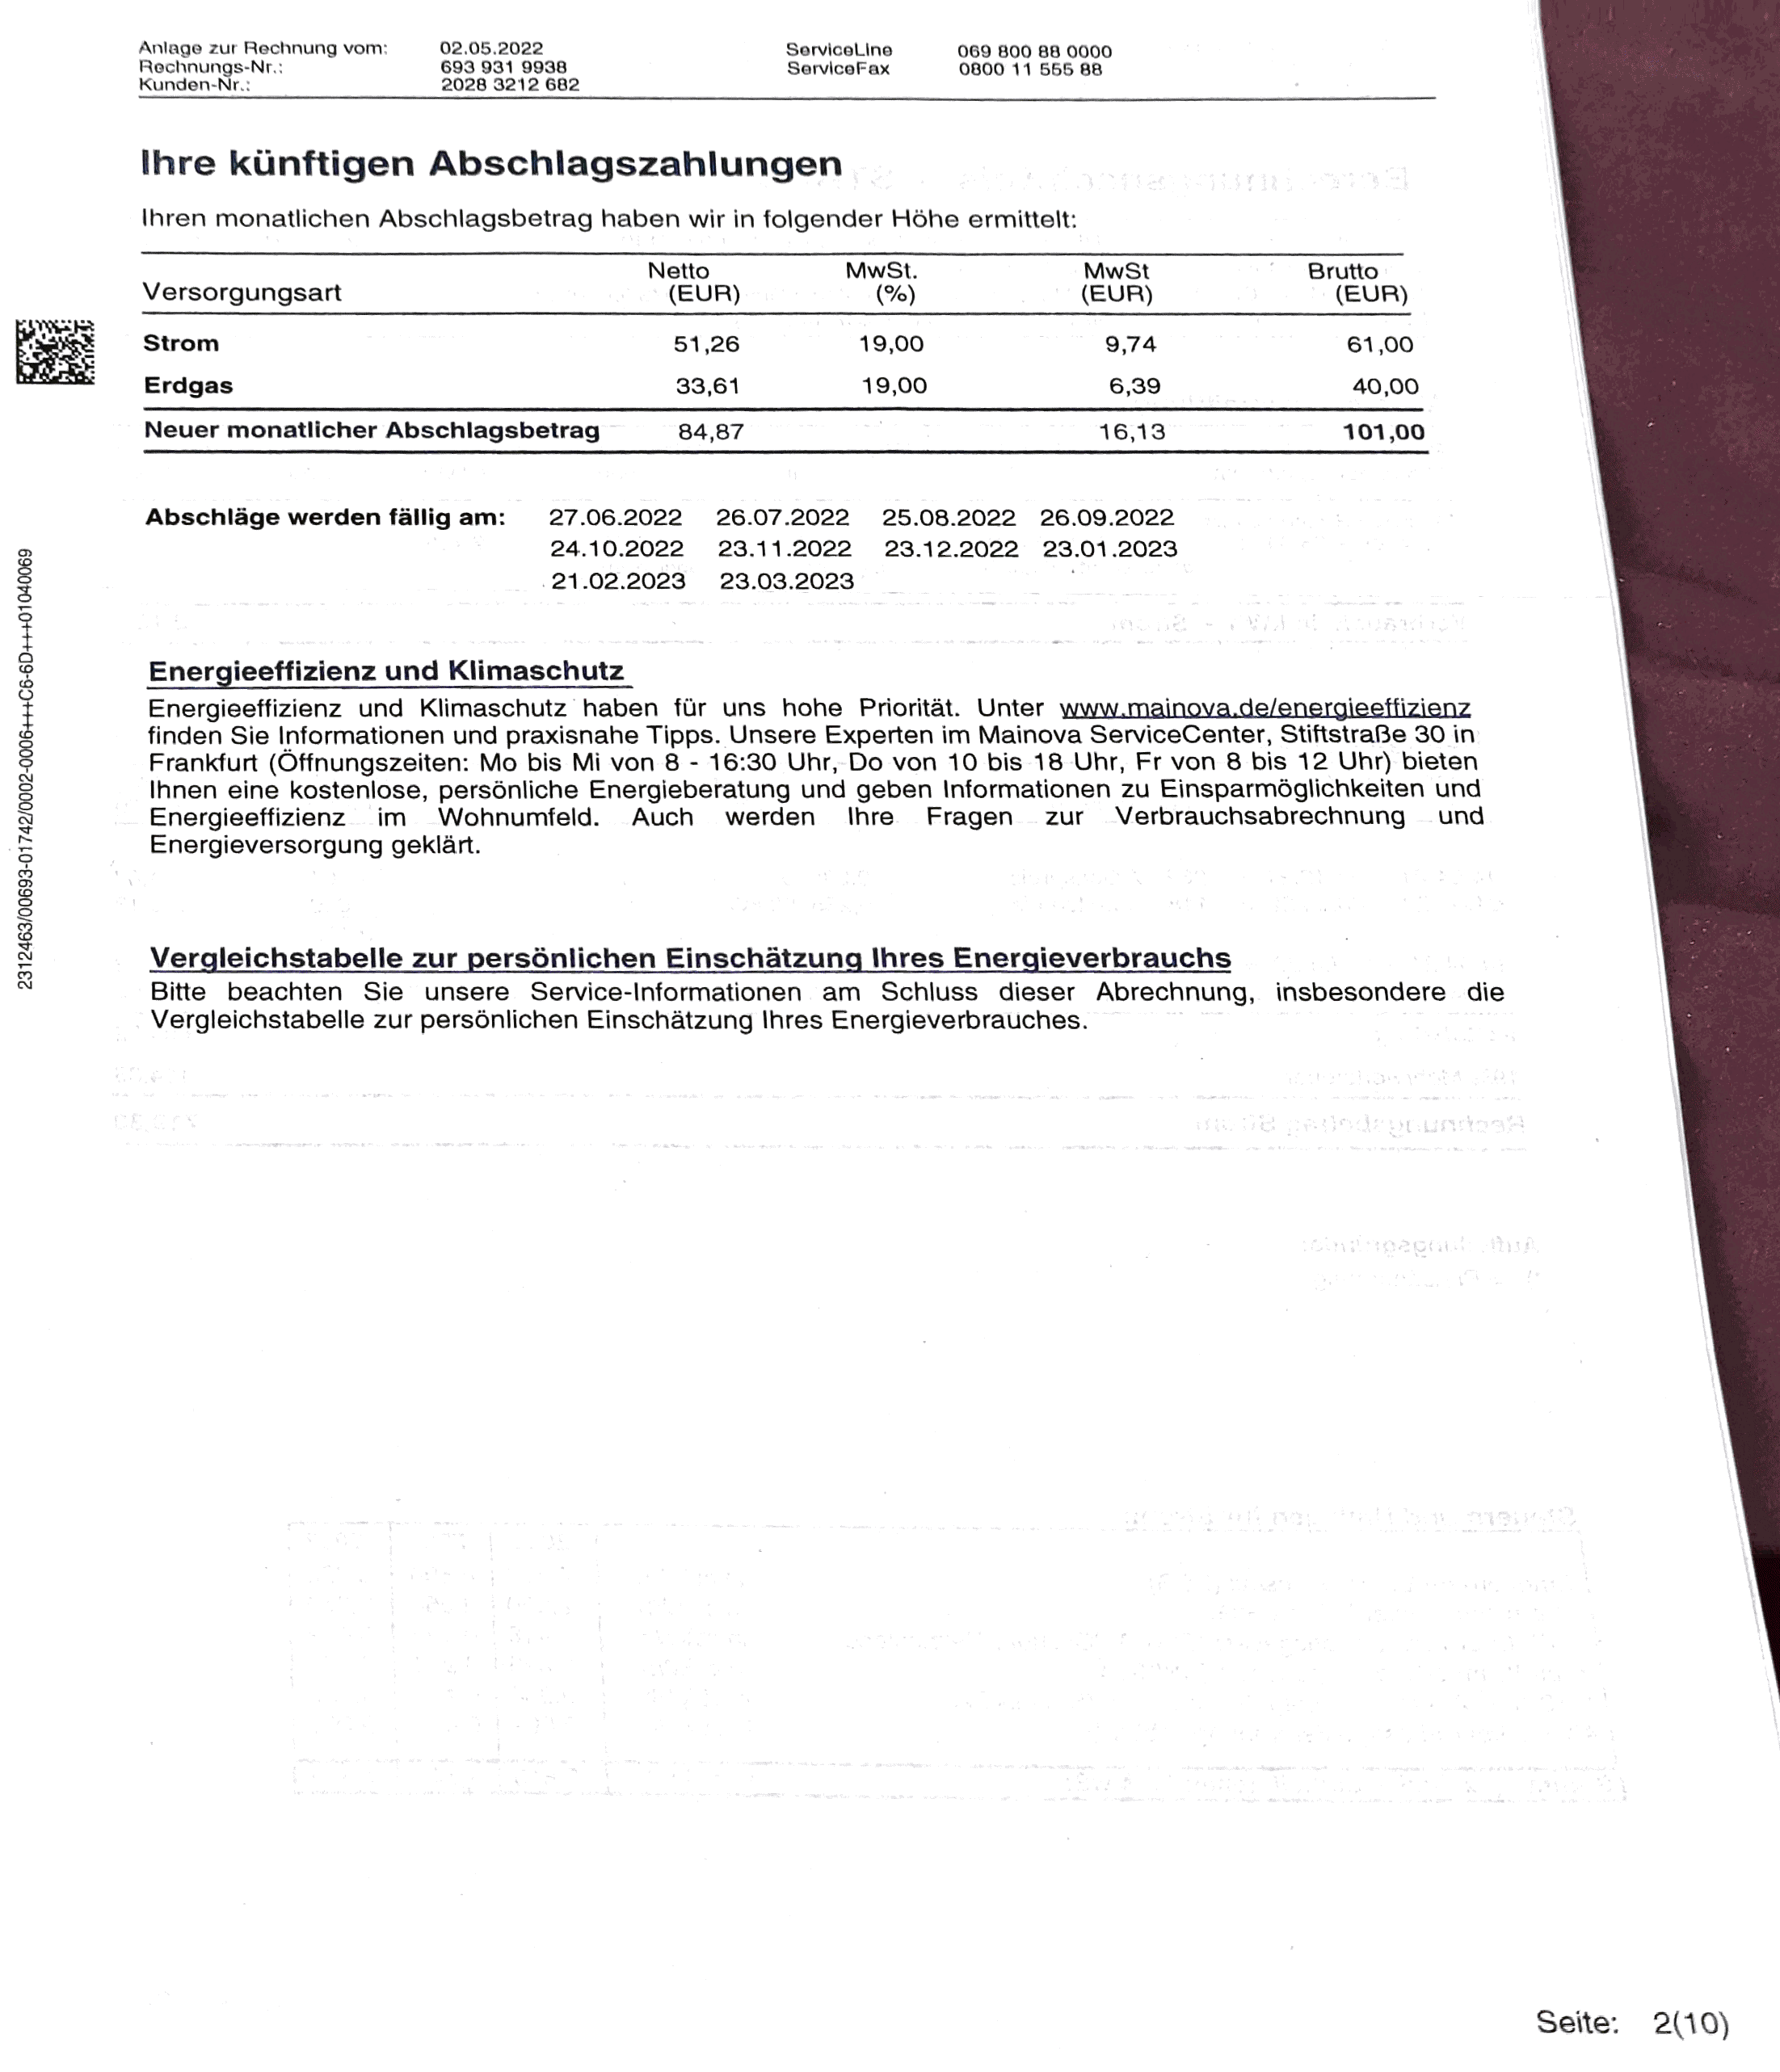 Anlage zur Rechnung vom: 02.05.2022 ServiceLine 069 800 88 0000
Rechnungs-Nr.: 693 931 9938 ServiceFax 0800 11 555 88
Kunden-Nr.: 2028 3212 682
Ihre künftigen Abschlagszahlungen
Ihren monatlichen Abschlagsbetrag haben wir in folgender Höhe ermittelt:
Netto MwSt. MwSt Brutto
Versorgungsart (EUR) (%) (EUR) (EUR)
Strom 51,26 19,00 9,74 61,00
Erdgas 33,61 19,00 6,39 40,00
Neuer monatlicher Abschlagsbetrag 84,87 16,13 101,00
Abschläge werden fällig am: 27.06.2022 26.07.2022 25.08.2022 26.09.2022
24.10.2022 23.11.2022 23.12.2022 23.01.2023
21.02.2023 23.03.2023
2312463/00693-01742/0002-0006+++C6-6D+++01040069
Energieeffizienz und Klimaschutz
Energieeffizienz und Klimaschutz haben für uns hohe Priorität. Unter www.mainova.de/energieeffizienz
finden Sie Informationen und praxisnahe Tipps. Unsere Experten im Mainova ServiceCenter, Stiftstraße 30 in
Frankfurt (Öffnungszeiten: Mo bis Mi von 8 - 16:30 Uhr, Do von 10 bis 18 Uhr, Fr von 8 bis 12 Uhr) bieten
Ihnen eine kostenlose, persönliche Energieberatung und geben Informationen zu Einsparmöglichkeiten und
Energieeffizienz im Wohnumfeld. Auch werden Ihre Fragen zur Verbrauchsabrechnung und
Energieversorgung geklärt.
Vergleichstabelle zur persönlichen Einschätzung Ihres Energieverbrauchs
Bitte beachten Sie unsere Service-Informationen am Schluss dieser Abrechnung, insbesondere die
Vergleichstabelle zur persönlichen Einschätzung Ihres Energieverbrauches.
Seite: 2(10)